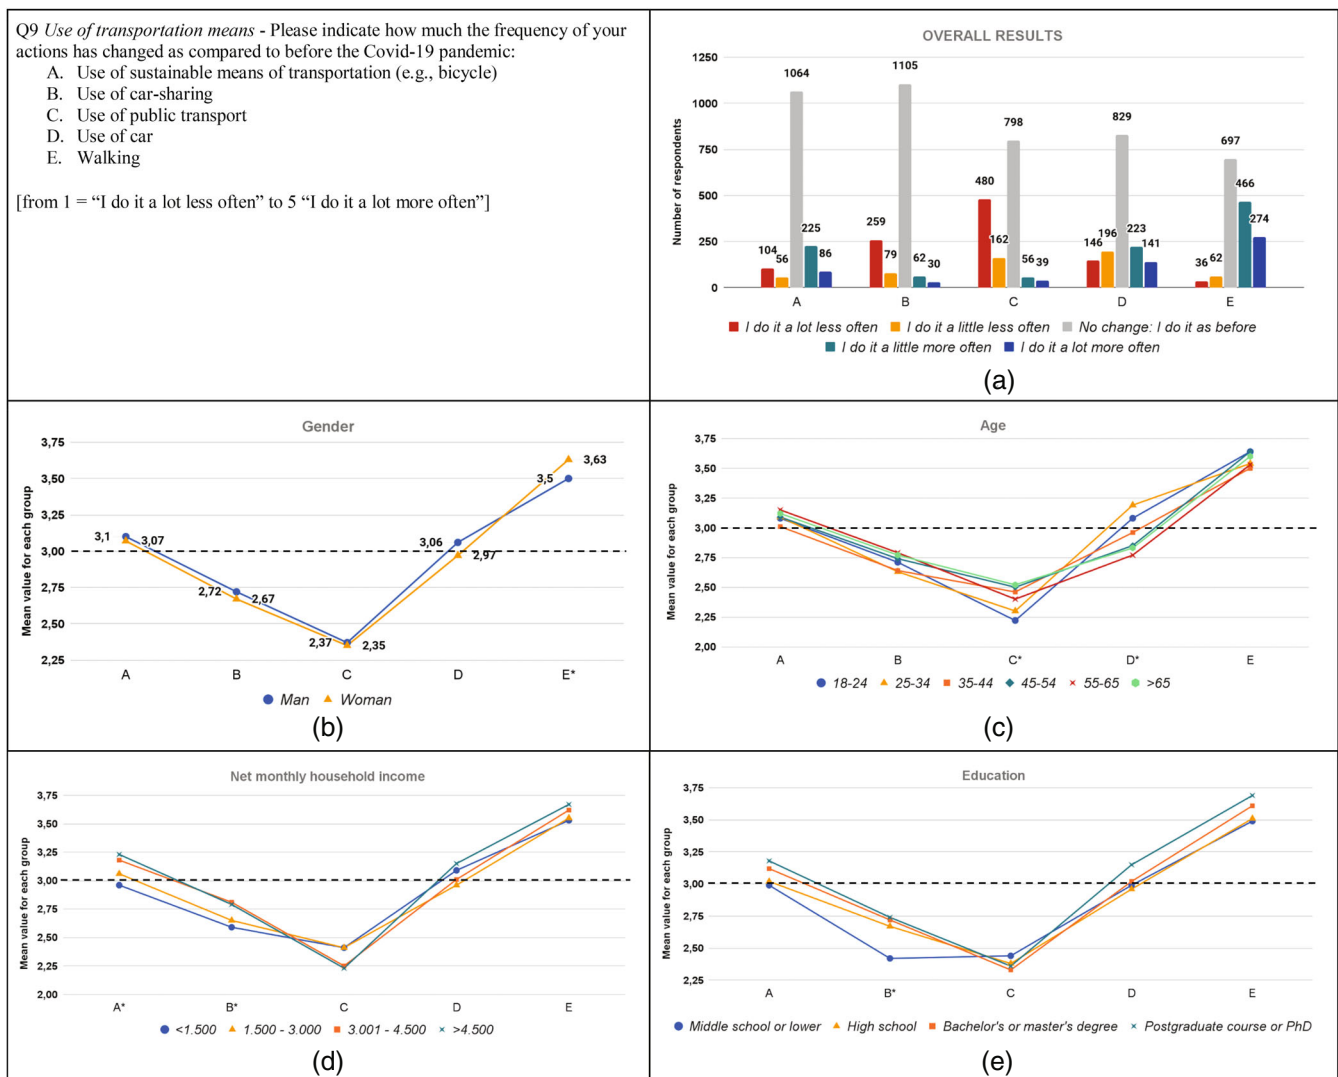 Q9 Use of transportation means - Please indicate how much the frequency of your
actions has changed as compared to before the Covid-19 pandemic:
A. Use of sustainable means of transportation (e.g., bicycle)
B. Use of car-sharing
C. Use of public transport
D. Use of car
E. Walking
[from 1 = “I do it a lot less often” to 5 “I do it a lot more often”]
OVERALL RESULTS
Number of respondents
1250
1000
750
500
250
0
104 56 1064 225 86
259 79 1105 62 30
480 162 798 56 39
146 196 829 223 141
36 62 697 466 274
A B C D E
I do it a lot less often I do it a little less often No change: I do it as before
I do it a little more often I do it a lot more often
(a)
Gender
Mean value for each group
3,75
3,50
3,25
3,00
2,75
2,50
2,25
3,1 3,07
2,72 2,67
2,37 2,35
3,06 2,97
3,5 3,63
A B C D E*
Man Woman
(b)
Age
Mean value for each group
3,75
3,50
3,25
3,00
2,75
2,50
2,25
2,00
A B C* D* E
18-24 25-34 35-44 45-54 55-65 >65
(c)
Net monthly household income
Mean value for each group
3,75
3,50
3,25
3,00
2,75
2,50
2,25
2,00
A* B* C D E
<1.500 1.500 - 3.000 3.001 - 4.500 >4.500
(d)
Education
Mean value for each group
3,75
3,50
3,25
3,00
2,75
2,50
2,25
A B* C D E
Middle school or lower High school Bachelor's or master's degree Postgraduate course or PhD
(e)